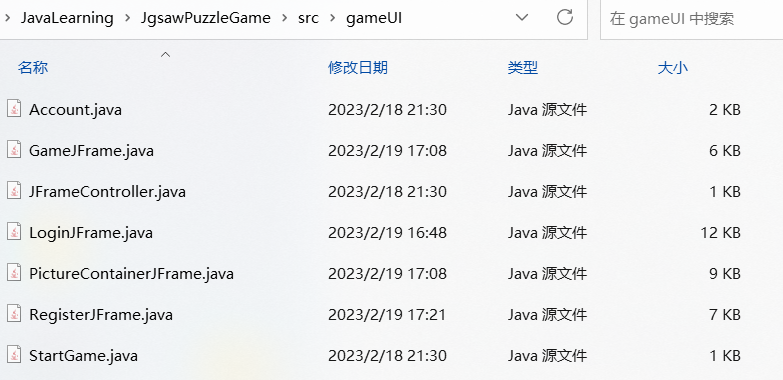 JavaLearning > JgsawPuzzleGame > src > gameUI 在 gameUI 中搜索
名称 修改日期 类型 大小
Account.java 2023/2/18 21:30 Java 源文件 2 KB
GameJFrame.java 2023/2/19 17:08 Java 源文件 6 KB
JFrameController.java 2023/2/18 21:30 Java 源文件 1 KB
LoginJFrame.java 2023/2/19 16:48 Java 源文件 12 KB
PictureContainerJFrame.java 2023/2/19 17:08 Java 源文件 9 KB
RegisterJFrame.java 2023/2/19 17:21 Java 源文件 7 KB
StartGame.java 2023/2/18 21:30 Java 源文件 1 KB